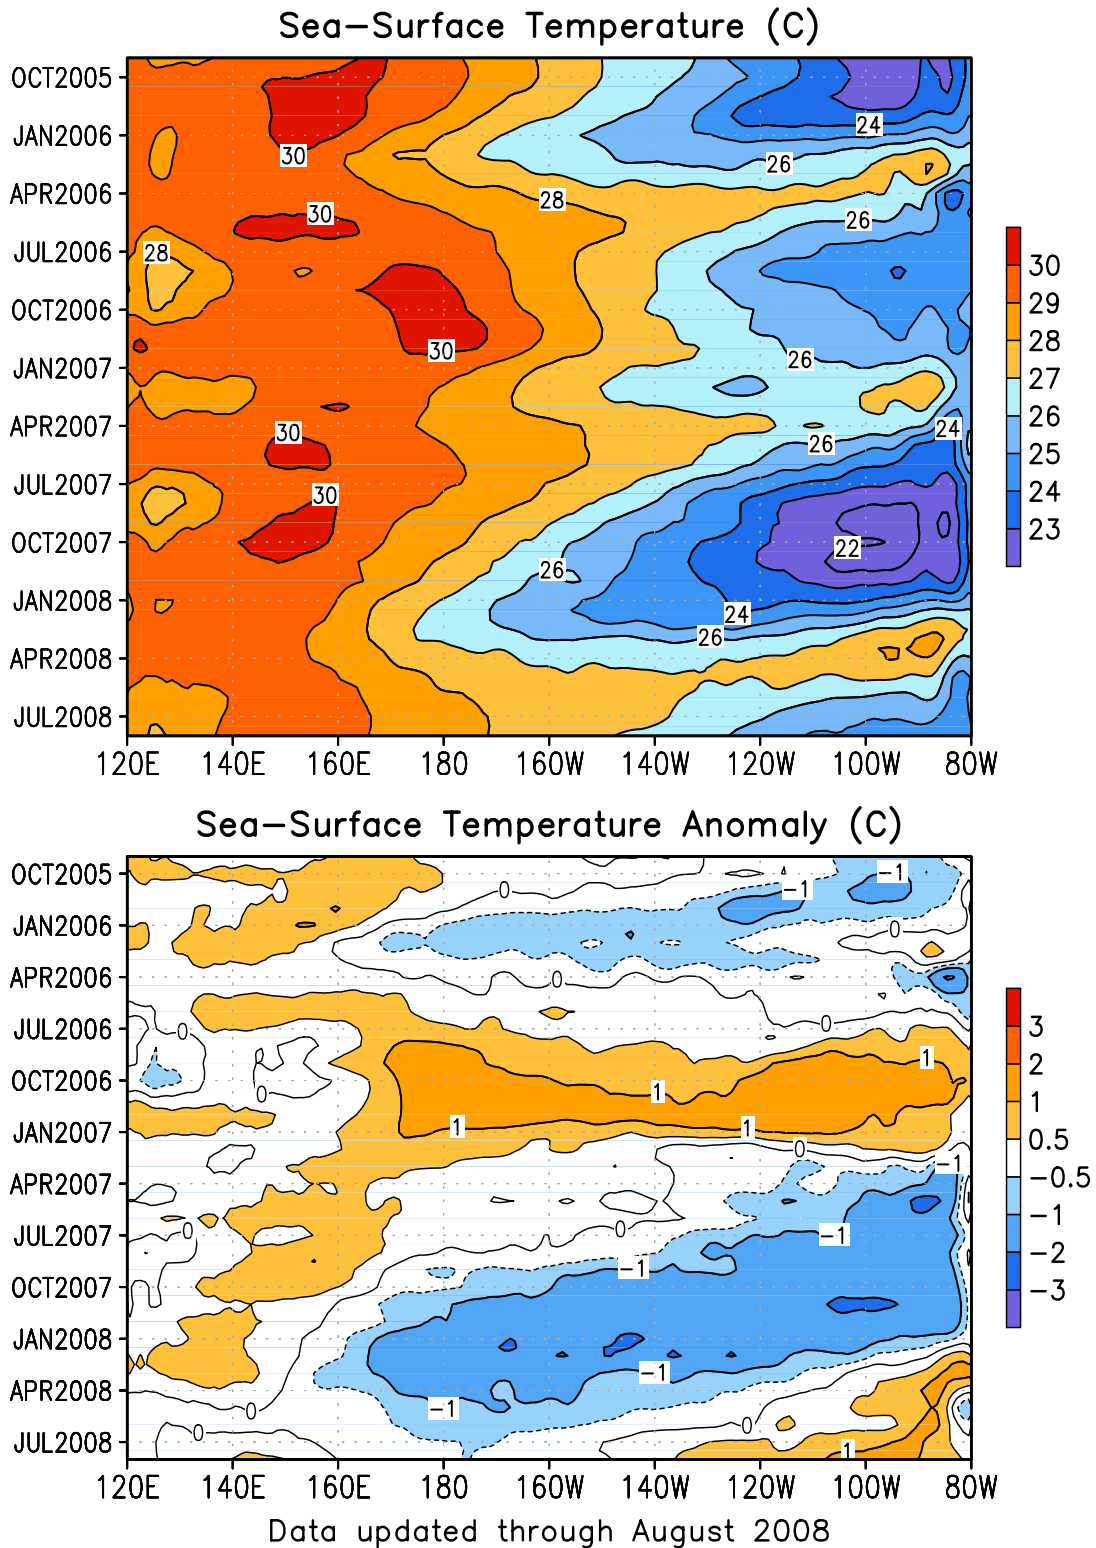 Sea-Surface Temperature (C)
OCT2005
JAN2006
APR2006
JUL2006
OCT2006
JAN2007
APR2007
JUL2007
OCT2007
JAN2008
APR2008
JUL2008
24
30
26
28
30
26
28
30
26
24
30
26
30
22
26
24
26
30
29
28
27
26
25
24
23
120E 140E 160E 180 160W 140W 120W 100W 80W
Sea-Surface Temperature Anomaly (C)
OCT2005
JAN2006
APR2006
JUL2006
OCT2006
JAN2007
APR2007
JUL2007
OCT2007
JAN2008
APR2008
JUL2008
-1
0
-1
0
0
0
0
1
0
1
1
1
0
-1
0
0
-1
-1
-1
-1
0
0
0
1
3
2
1
0.5
-0.5
-1
-2
-3
120E 140E 160E 180 160W 140W 120W 100W 80W
Data updated through August 2008